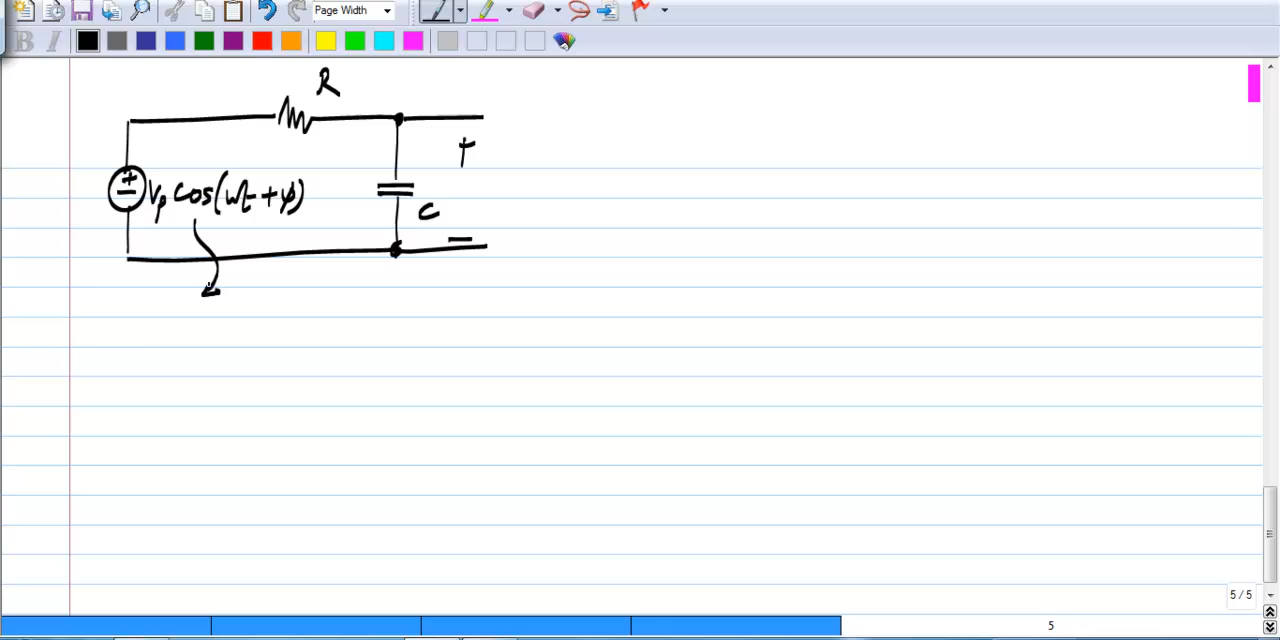 Page Width
B I
R
+
+
−
Vp cos(ωt + φ)
C
−
5 / 5
5